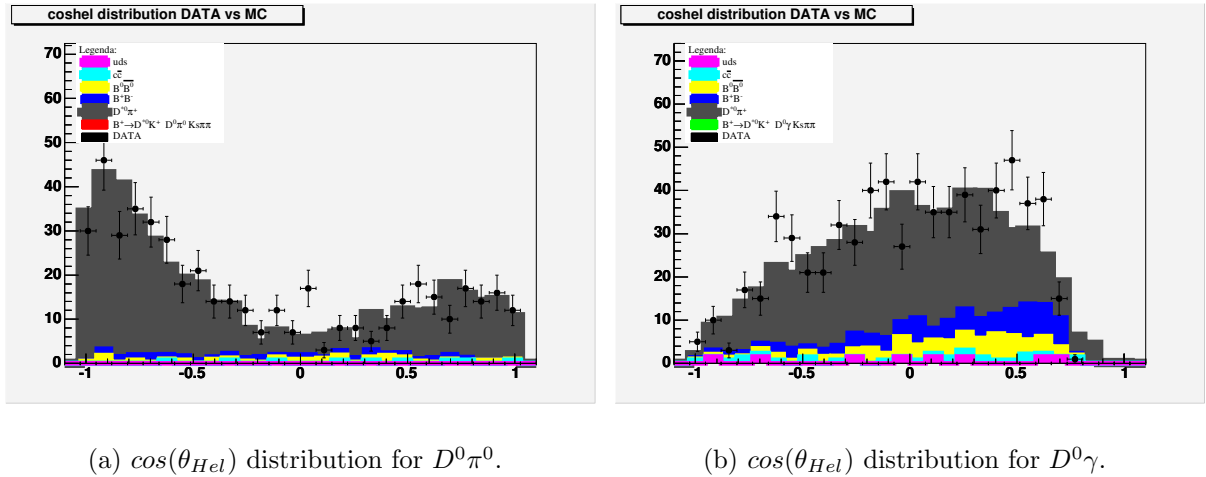 coshel distribution DATA vs MC
Legenda:
uds
cc̅
B⁰B̅⁰
B⁺B⁻
D*⁰π⁺
B⁺→D*⁰K⁺ D⁰π⁰ Ksππ
DATA
70
60
50
40
30
20
10
0
-1 -0.5 0 0.5 1
(a) cos(θ_Hel) distribution for D⁰π⁰.
coshel distribution DATA vs MC
Legenda:
uds
cc̅
B⁰B̅⁰
B⁺B⁻
D*⁰π⁺
B⁺→D*⁰K⁺ D⁰γ Ksππ
DATA
70
60
50
40
30
20
10
0
-1 -0.5 0 0.5 1
(b) cos(θ_Hel) distribution for D⁰γ.